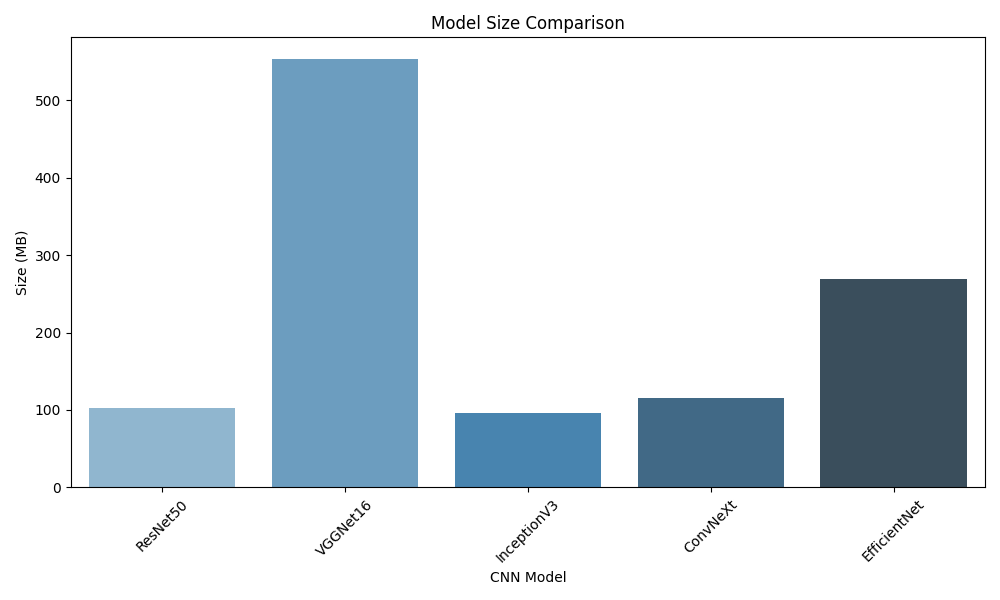 Model Size Comparison
Size (MB)
500
400
300
200
100
0
ResNet50
VGGNet16
InceptionV3
ConvNeXt
EfficientNet
CNN Model